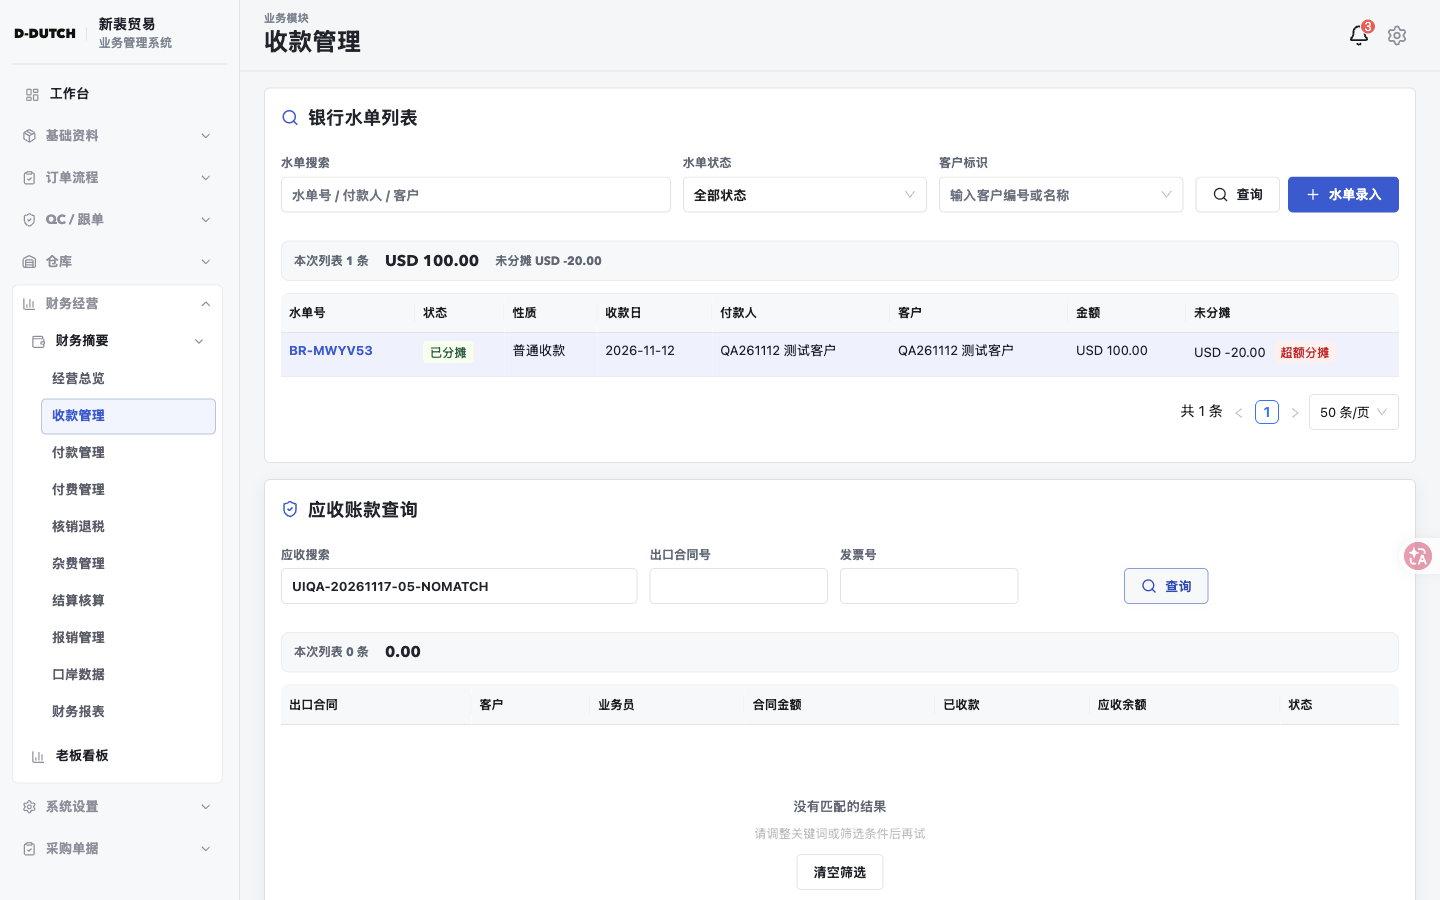 D-DUTCH
新裴贸易
业务管理系统
工作台
基础资料
订单流程
QC / 跟单
仓库
财务经营
财务摘要
经营总览
收款管理
付款管理
付费管理
核销退税
杂费管理
结算核算
报销管理
口岸数据
财务报表
老板看板
系统设置
采购单据
业务模块
收款管理
3
银行水单列表
水单搜索 水单状态 客户标识
水单号 / 付款人 / 客户 全部状态 输入客户编号或名称 查询 水单录入
本次列表 1 条 USD 100.00 未分摊 USD -20.00
水单号 状态 性质 收款日 付款人 客户 金额 未分摊
BR-MWYV53 已分摊 普通收款 2026-11-12 QA261112 测试客户 QA261112 测试客户 USD 100.00 USD -20.00 超额分摊
共 1 条 1 50 条/页
应收账款查询
应收搜索 出口合同号 发票号
UIQA-20261117-05-NOMATCH 查询
本次列表 0 条 0.00
出口合同 客户 业务员 合同金额 已收款 应收余额 状态
没有匹配的结果
请调整关键词或筛选条件后再试
清空筛选